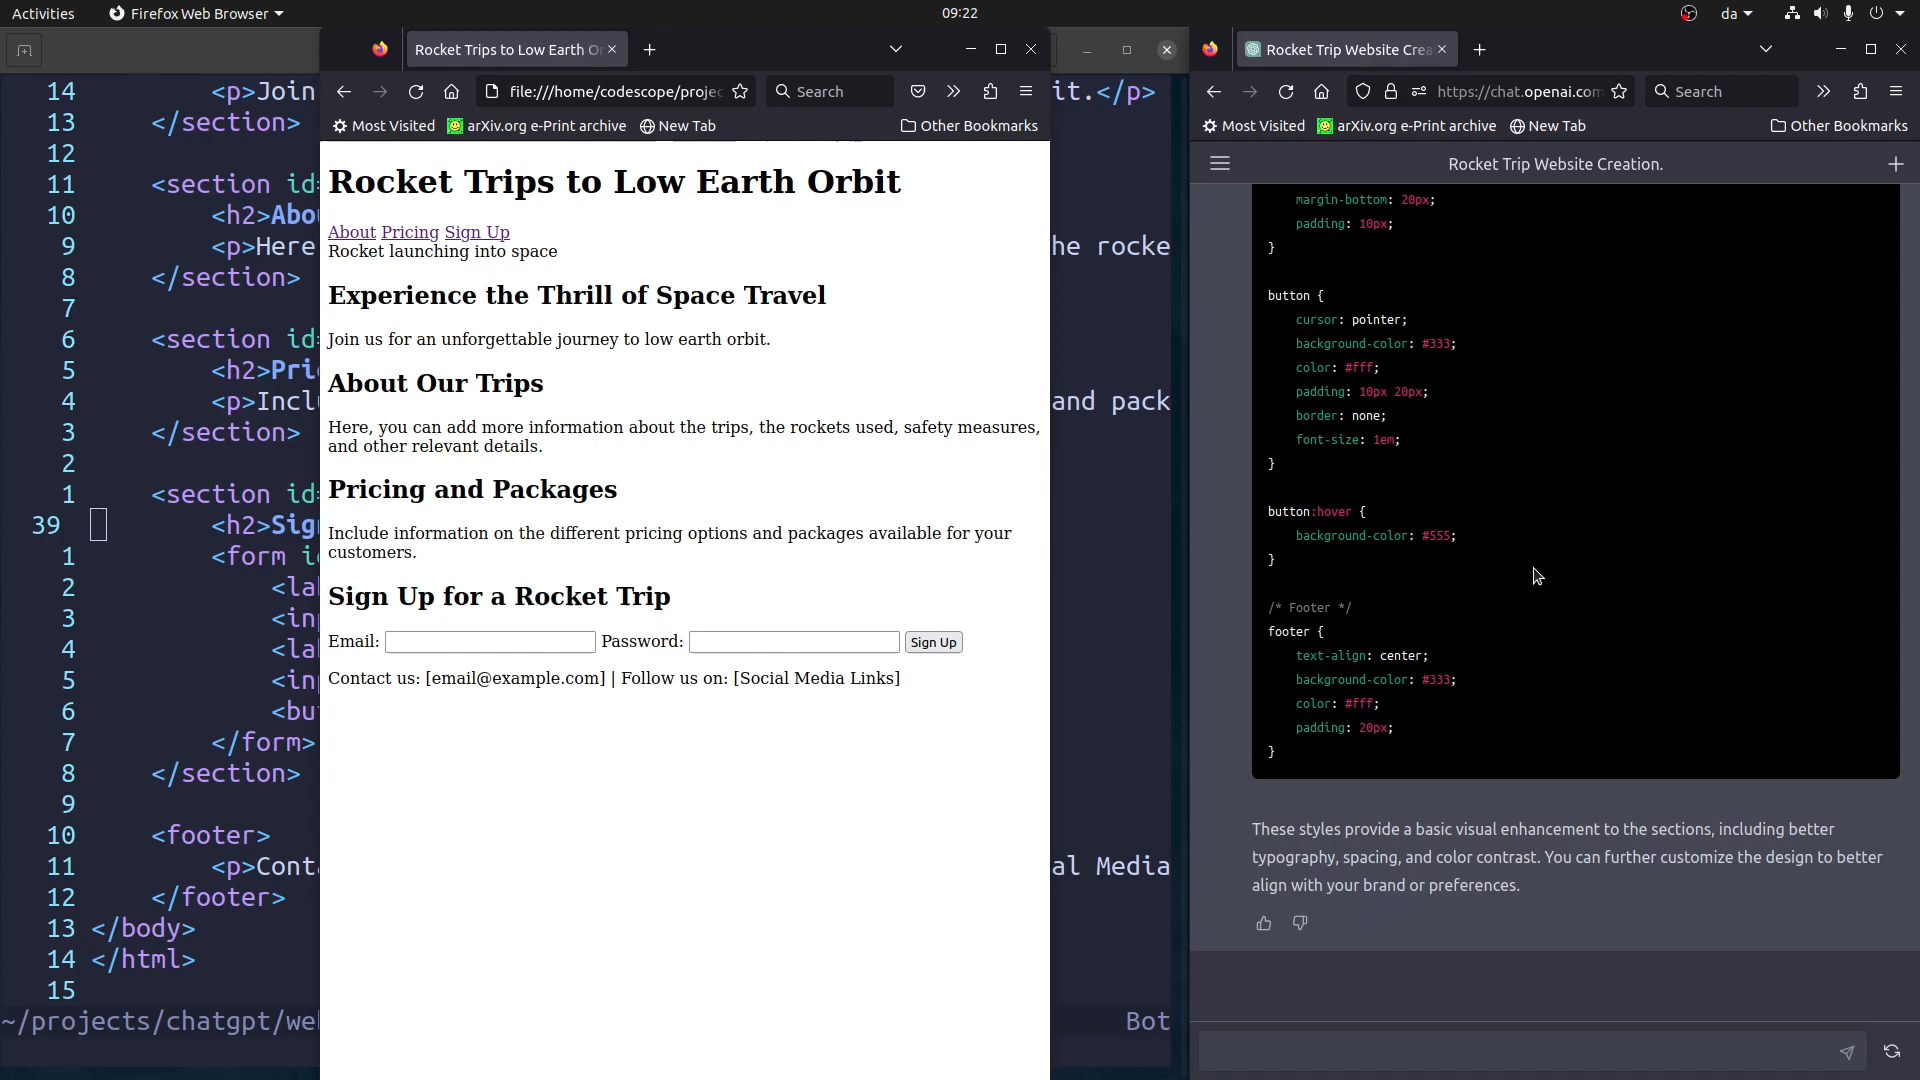 Activities
Firefox Web Browser
09:22
da
14 <p>Join
13 </section>
12
11 <section id=
10 <h2>Abo
9 <p>Here
8 </section>
7
6 <section id=
5 <h2>Pri
4 <p>Incl
3 </section>
2
1 <section id=
39 <h2>Sig
1 <form i
2 <la
3 <in
4 <la
5 <in
6 <bu
7 </form>
8 </section>
9
10 <footer>
11 <p>Cont
12 </footer>
13 </body>
14 </html>
15
~/projects/chatgpt/we
it.</p>
he rocke
and pack
al Media
Bot
Rocket Trips to Low Earth Or
file:///home/codescope/projec
Search
Most Visited
arXiv.org e-Print archive
New Tab
Other Bookmarks
Rocket Trips to Low Earth Orbit
About Pricing Sign Up
Rocket launching into space
Experience the Thrill of Space Travel
Join us for an unforgettable journey to low earth orbit.
About Our Trips
Here, you can add more information about the trips, the rockets used, safety measures,
and other relevant details.
Pricing and Packages
Include information on the different pricing options and packages available for your
customers.
Sign Up for a Rocket Trip
Email: Password: Sign Up
Contact us: [email@example.com] | Follow us on: [Social Media Links]
Rocket Trip Website Crea
https://chat.openai.com
Search
Most Visited
arXiv.org e-Print archive
New Tab
Other Bookmarks
Rocket Trip Website Creation.
margin-bottom: 20px;
padding: 10px;
}
button {
cursor: pointer;
background-color: #333;
color: #fff;
padding: 10px 20px;
border: none;
font-size: 1em;
}
button:hover {
background-color: #555;
}
/* Footer */
footer {
text-align: center;
background-color: #333;
color: #fff;
padding: 20px;
}
These styles provide a basic visual enhancement to the sections, including better
typography, spacing, and color contrast. You can further customize the design to better
align with your brand or preferences.